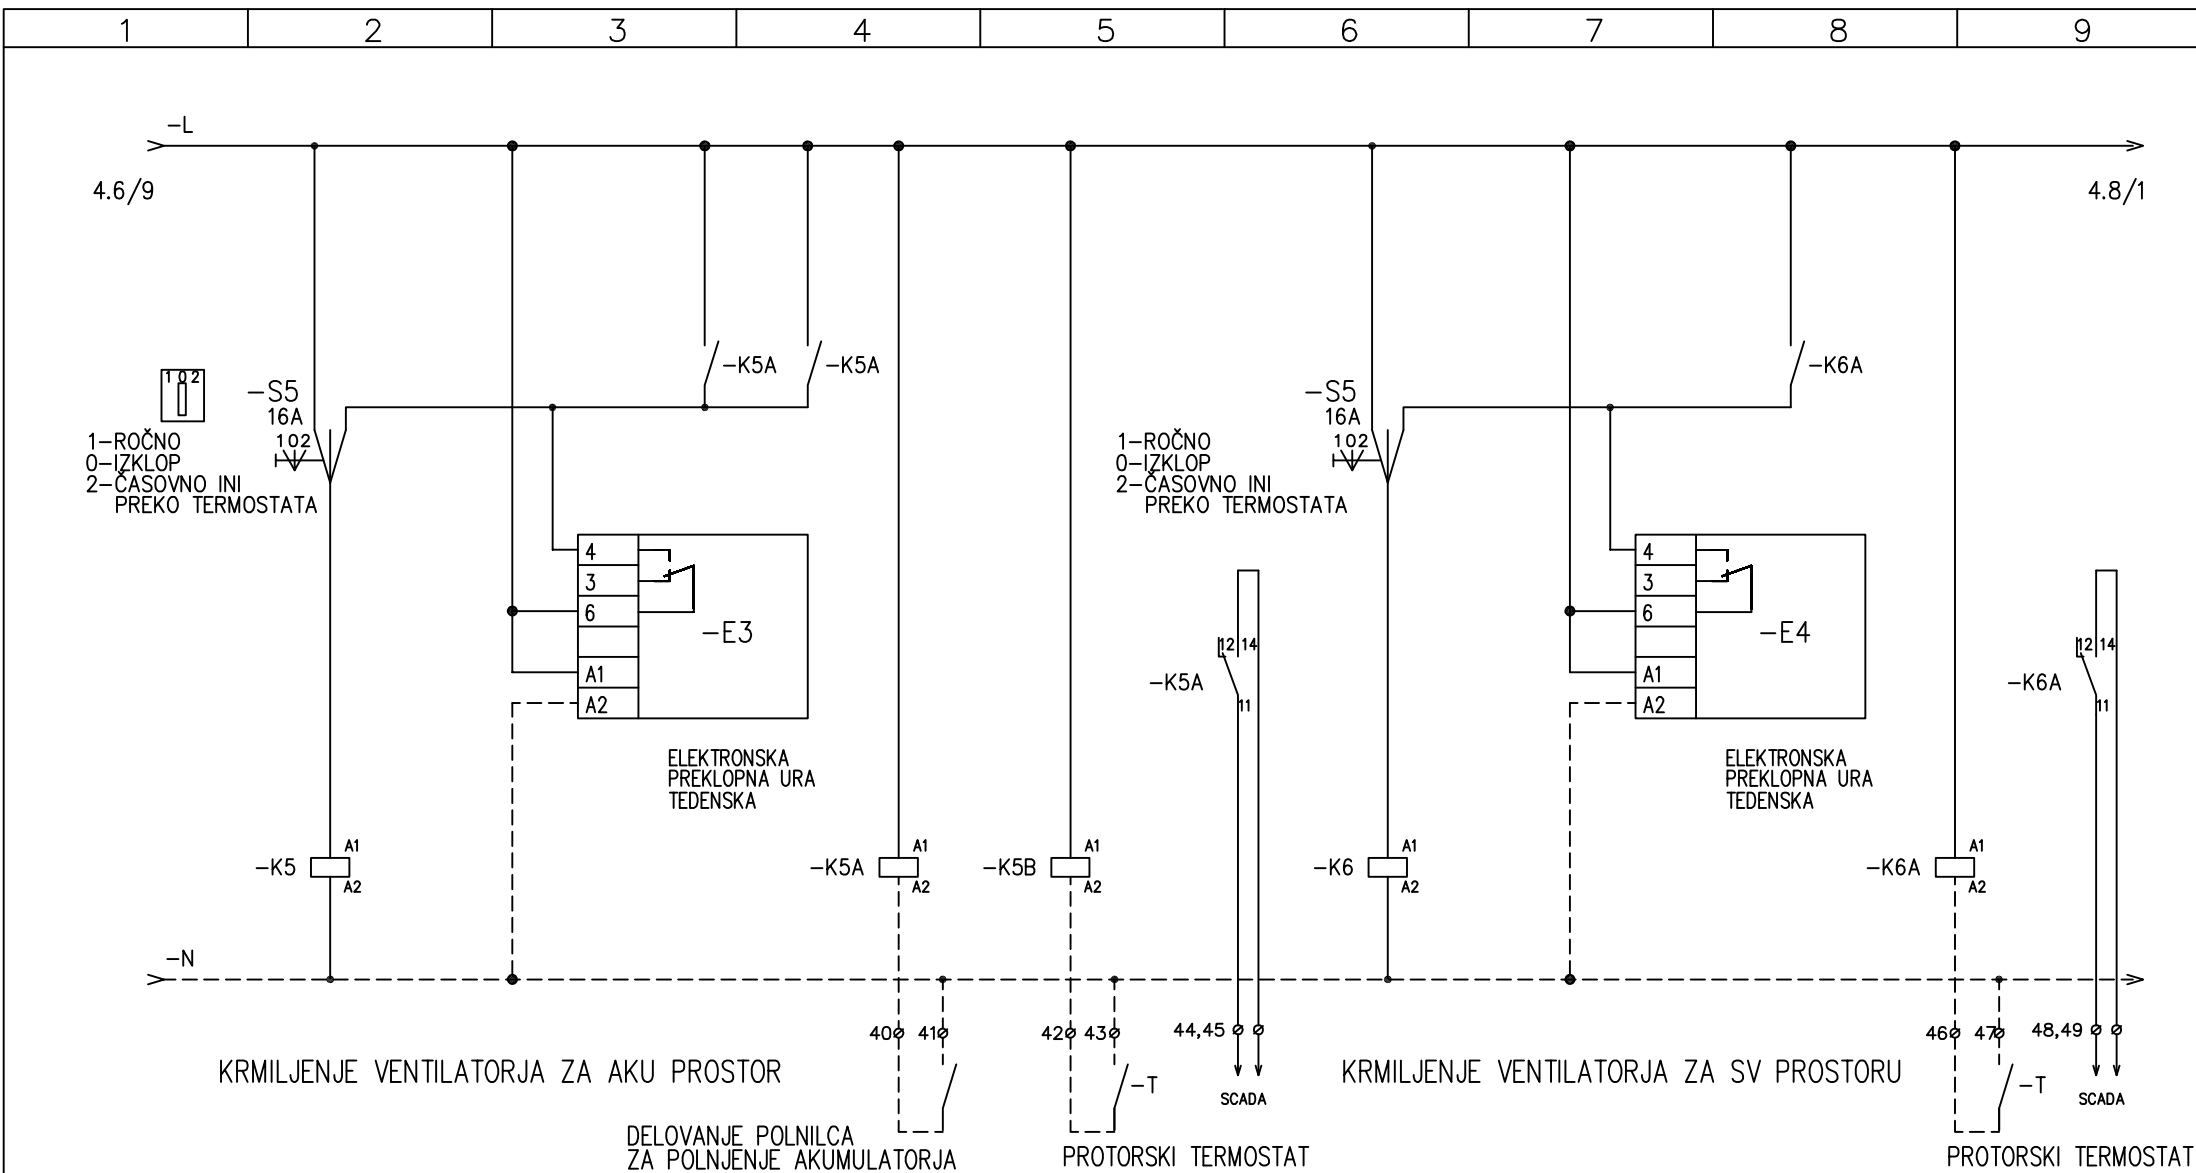 1 2 3 4 5 6 7 8 9
-L
4.6/9
4.8/1
-K5A
-K5A
-K6A
1 0 2
-S5
16A
102
1-ROČNO
0-IZKLOP
2-ČASOVNO INI
PREKO TERMOSTATA
-S5
16A
102
1-ROČNO
0-IZKLOP
2-ČASOVNO INI
PREKO TERMOSTATA
4
3
6
A1
A2
-E3
ELEKTRONSKA
PREKLOPNA URA
TEDENSKA
12 14
-K5A
11
4
3
6
A1
A2
-E4
ELEKTRONSKA
PREKLOPNA URA
TEDENSKA
12 14
-K6A
11
-K5
A1
A2
-K5A
A1
A2
-K5B
A1
A2
-K6
A1
A2
-K6A
A1
A2
-N
40 41
42 43
44,45
46 47
48,49
KRMILJENJE VENTILATORJA ZA AKU PROSTOR
-T
SCADA
KRMILJENJE VENTILATORJA ZA SV PROSTORU
-T
SCADA
DELOVANJE POLNILCA
ZA POLNJENJE AKUMULATORJA
PROTORSKI TERMOSTAT
PROTORSKI TERMOSTAT